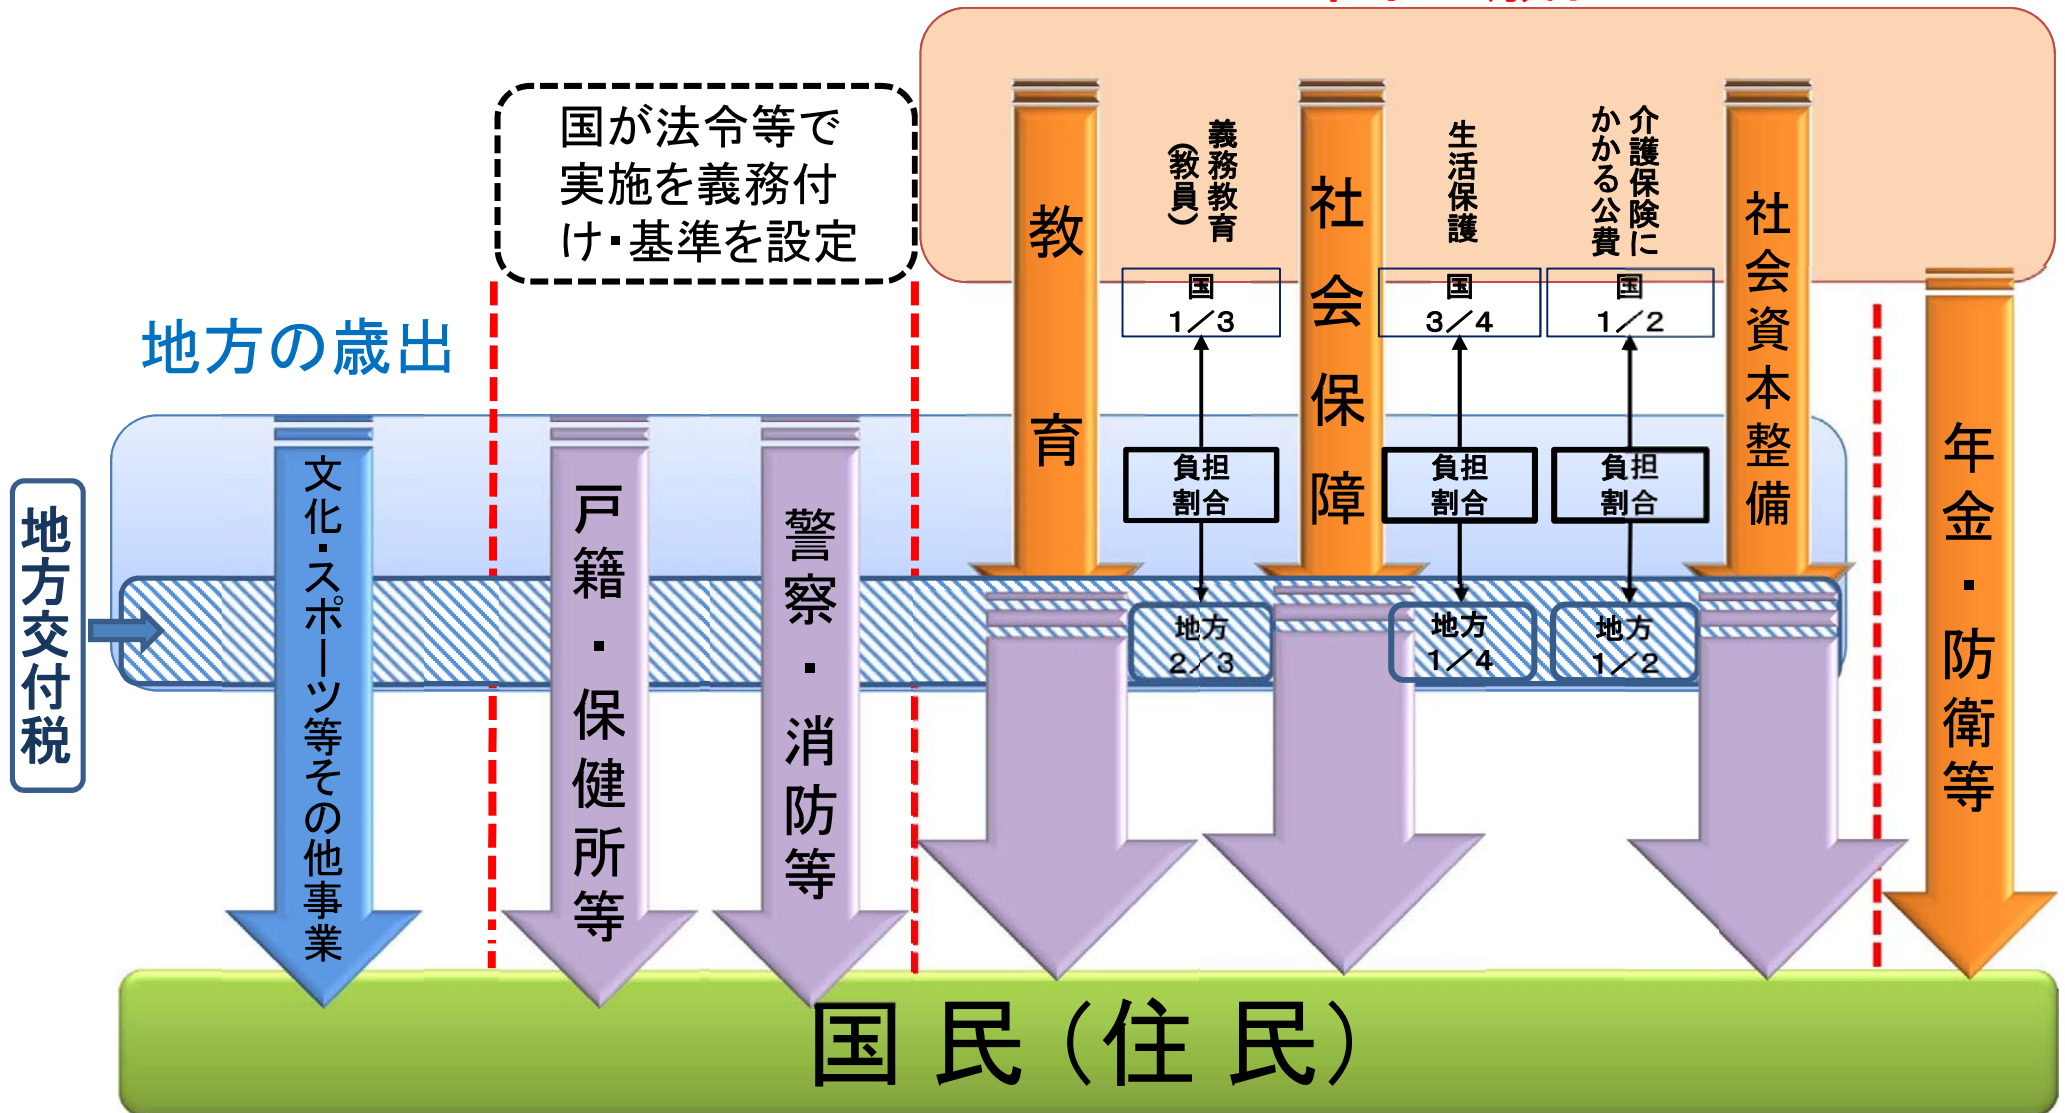 国が法令等で
実施を義務付
け・基準を設定
地方の歳出
地方交付税
文化・スポーツ等その他事業
戸籍・保健所等
警察・消防等
教育
義務教育
（教員）
国
1／3
負担
割合
地方
2／3
社会保障
生活保護
国
3／4
負担
割合
地方
1／4
介護保険に
かかる公費
国
1／2
負担
割合
地方
1／2
社会資本整備
年金・防衛等
国民（住民）